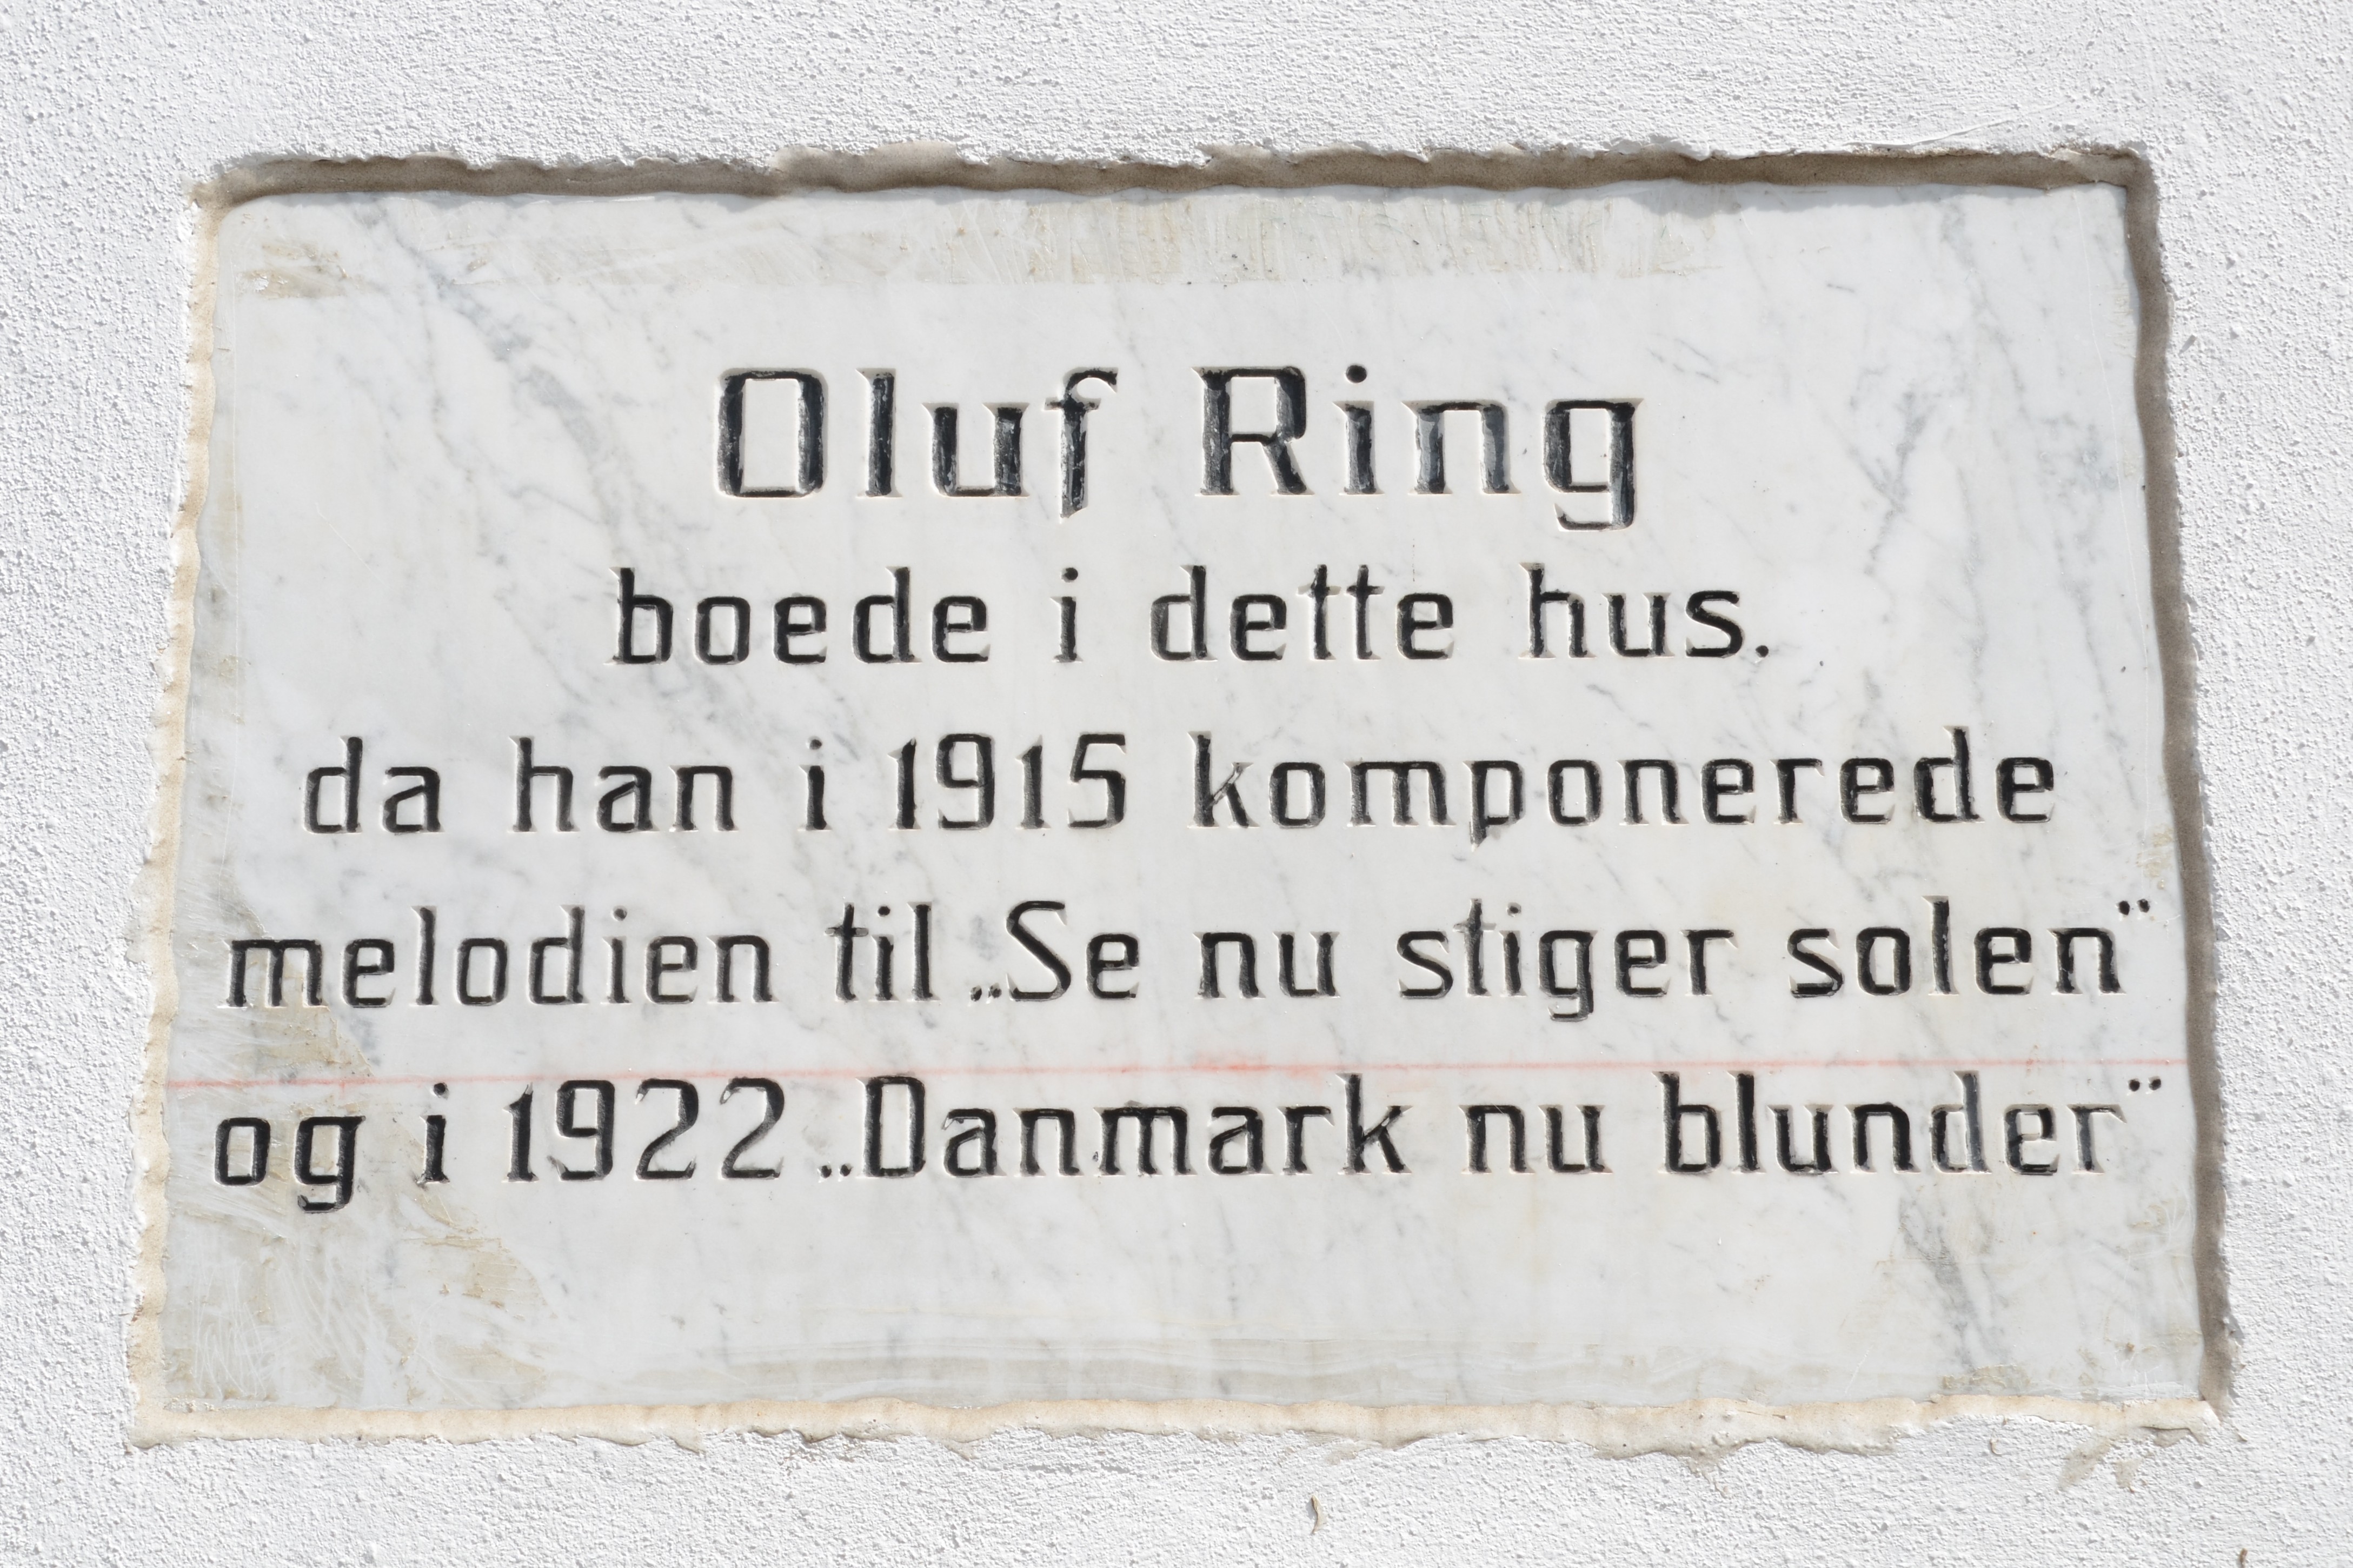 Oluf Ring
boede i dette hus.
da han i 1915 komponerede
melodien til „Se nu stiger solen"
og i 1922 „Danmark nu blunder"